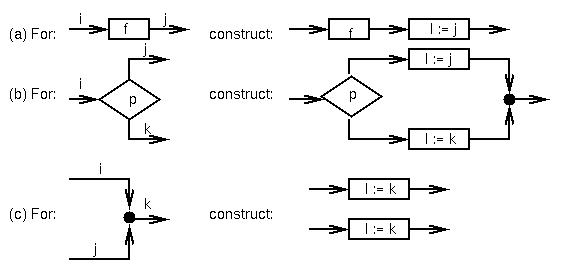 i
(a) For: f j construct: f l := j
j
(b) For: i p construct: p l := j
k l := k
i
(c) For: k construct: l := k
j l := k